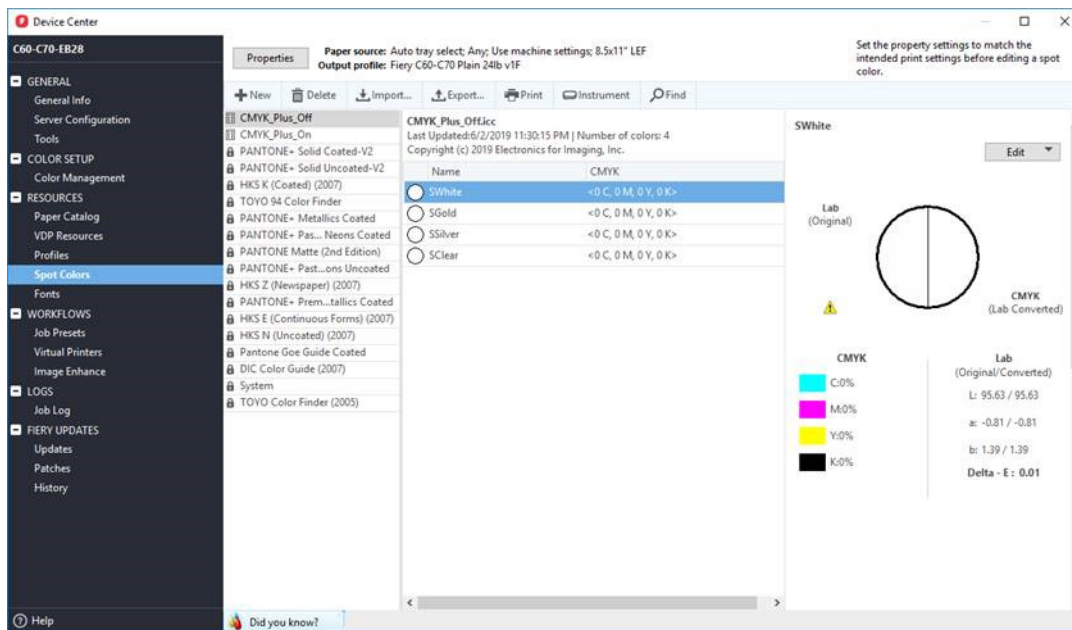 Device Center
C60-C70-EB28
GENERAL
General Info
Server Configuration
Tools
COLOR SETUP
Color Management
RESOURCES
Paper Catalog
VDP Resources
Profiles
Spot Colors
Fonts
WORKFLOWS
Job Presets
Virtual Printers
Image Enhance
LOGS
Job Log
FIERY UPDATES
Updates
Patches
History
Help
Properties
Paper source: Auto tray select; Any; Use machine settings; 8.5x11" LEF
Output profile: Fiery C60-C70 Plain 24lb v1F
Set the property settings to match the
intended print settings before editing a spot
color.
New Delete Import... Export... Print Instrument Find
CMYK_Plus_Off
CMYK_Plus_On
PANTONE+ Solid Coated-V2
PANTONE+ Solid Uncoated-V2
HKS K (Coated) (2007)
TOYO 94 Color Finder
PANTONE+ Metallics Coated
PANTONE+ Pas... Neons Coated
PANTONE Matte (2nd Edition)
PANTONE+ Past...ons Uncoated
HKS Z (Newspaper) (2007)
PANTONE+ Prem...tallics Coated
HKS E (Continuous Forms) (2007)
HKS N (Uncoated) (2007)
Pantone Goe Guide Coated
DIC Color Guide (2007)
System
TOYO Color Finder (2005)
CMYK_Plus_Off.icc
Last Updated:6/2/2019 11:30:15 PM | Number of colors: 4
Copyright (c) 2019 Electronics for Imaging, Inc.
Name CMYK
SWhite <0 C, 0 M, 0 Y, 0 K>
SGold <0 C, 0 M, 0 Y, 0 K>
SSilver <0 C, 0 M, 0 Y, 0 K>
SClear <0 C, 0 M, 0 Y, 0 K>
SWhite
Edit
Lab
(Original)
CMYK
(Lab Converted)
CMYK
C:0%
M:0%
Y:0%
K:0%
Lab
(Original/Converted)
L: 95.63 / 95.63
a: -0.81 / -0.81
b: 1.39 / 1.39
Delta - E : 0.01
Did you know?